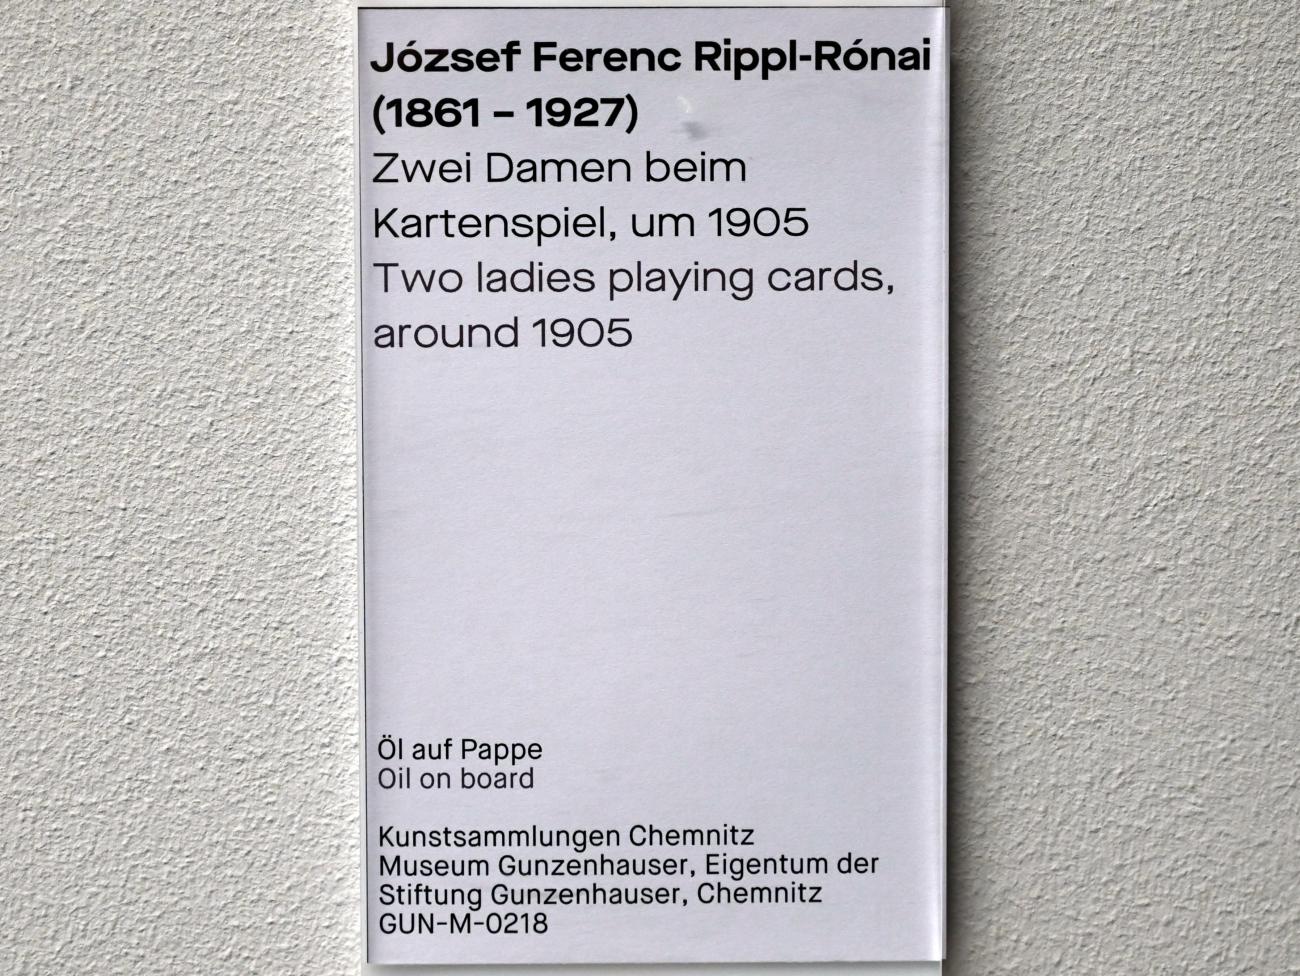 József Ferenc Rippl-Rónai
(1861 – 1927)
Zwei Damen beim
Kartenspiel, um 1905
Two ladies playing cards,
around 1905
Öl auf Pappe
Oil on board
Kunstsammlungen Chemnitz
Museum Gunzenhauser, Eigentum der
Stiftung Gunzenhauser, Chemnitz
GUN-M-0218